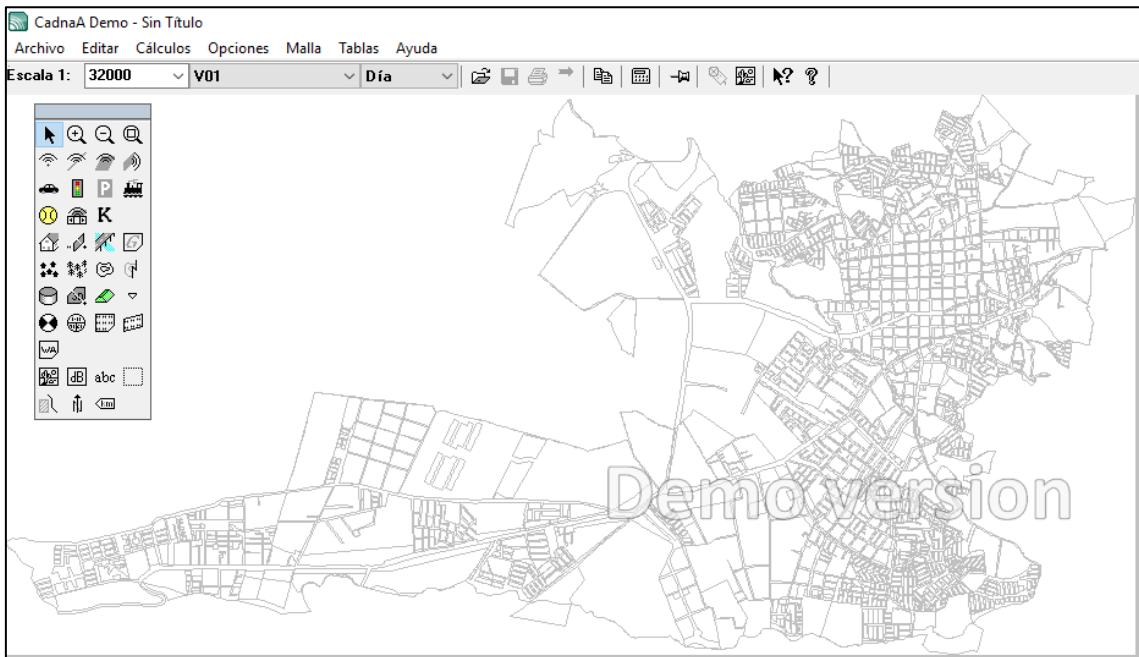 CadnaA Demo - Sin Título
Archivo Editar Cálculos Opciones Malla Tablas Ayuda
Escala 1: 32000 V01 Día
P
K
dB abc
Demo version